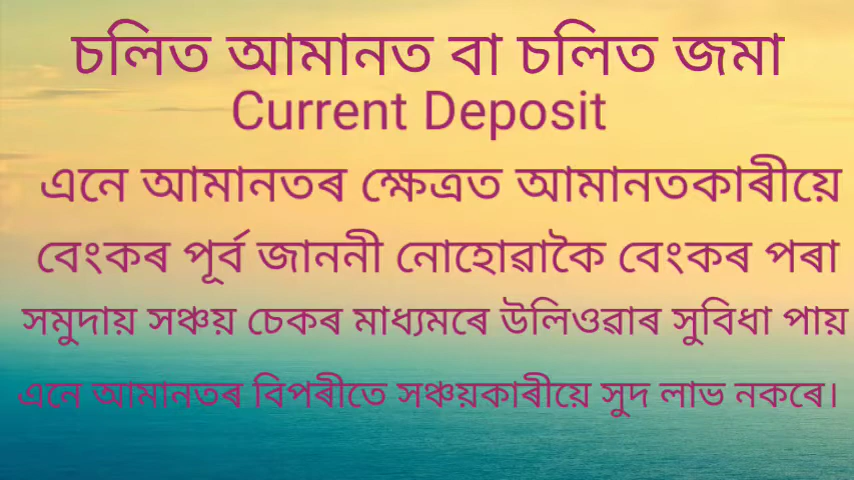 চলিত আমানত বা চলিত জমা
Current Deposit
এনে আমানতৰ ক্ষেত্ৰত আমানতকাৰীয়ে
বেংকৰ পূৰ্ব জাননী নোহোৱাকৈ বেংকৰ পৰা
সমুদায় সঞ্চয় চেকৰ মাধ্যমৰে উলিওৱাৰ সুবিধা পায়
এনে আমানতৰ বিপৰীতে সঞ্চয়কাৰীয়ে সুদ লাভ নকৰে।